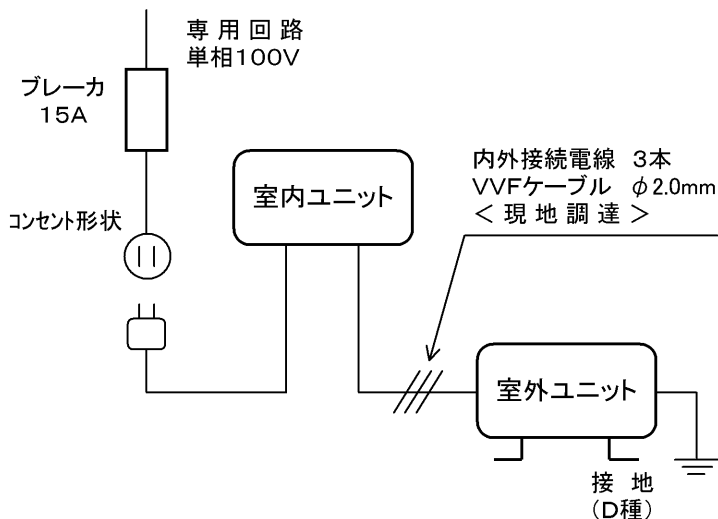 専用回路
単相100V
ブレーカ
15A
コンセント形状
室内ユニット
内外接続電線 3本
VVFケーブル φ2.0mm
＜現地調達＞
室外ユニット
接地
（D種）